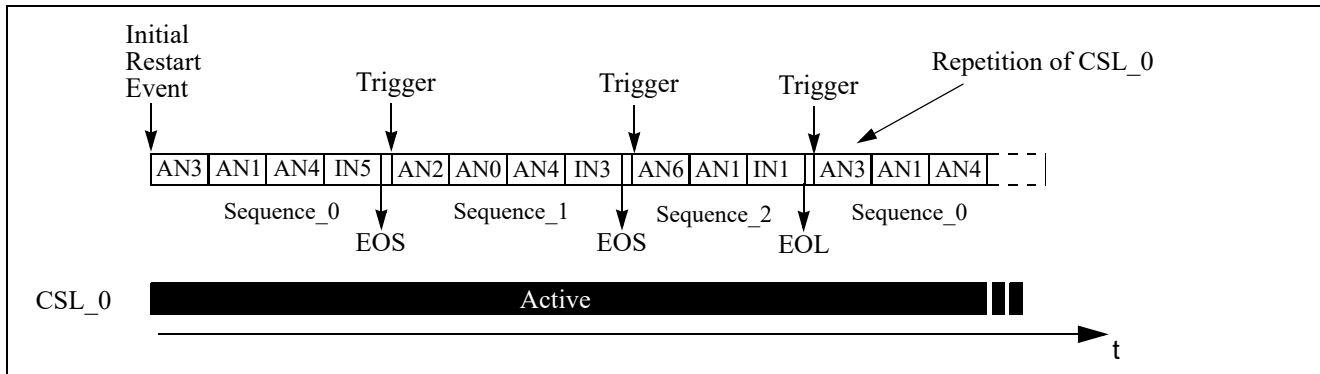 Initial
Restart
Event
Trigger
Trigger
Trigger
Repetition of CSL_0
AN3 AN1 AN4 IN5 AN2 AN0 AN4 IN3 AN6 AN1 IN1 AN3 AN1 AN4
Sequence_0 Sequence_1 Sequence_2 Sequence_0
EOS EOS EOL
CSL_0 Active
t